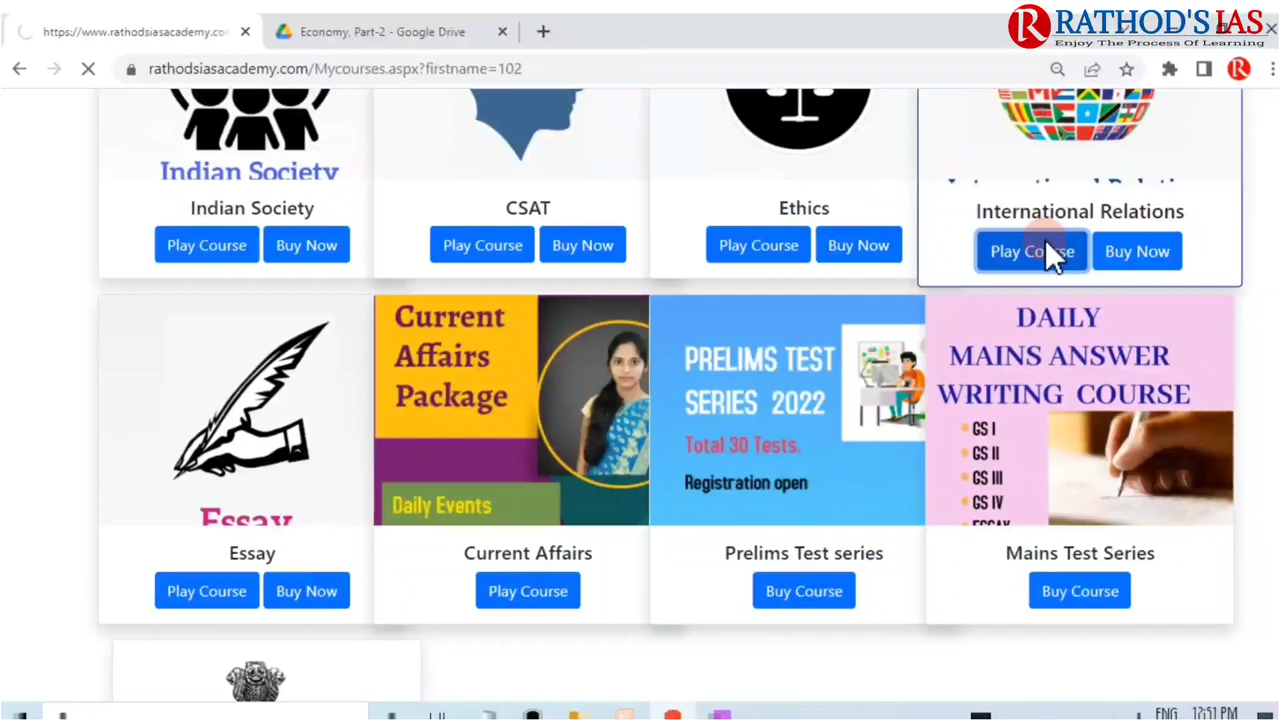 https://www.rathodsiasacademy.co
Economy, Part-2 - Google Drive
RATHOD'S IAS
Enjoy The Process Of Learning
rathodsiasacademy.com/Mycourses.aspx?firstname=102
Indian Society
International Relations
Indian Society
CSAT
Ethics
International Relations
Play Course
Buy Now
Play Course
Buy Now
Play Course
Buy Now
Play Course
Buy Now
Essay
Current
Affairs
Package
Daily Events
PRELIMS TEST
SERIES 2022
Total 30 Tests.
Registration open
DAILY
MAINS ANSWER
WRITING COURSE
GS I
GS II
GS III
GS IV
ESSAY
Essay
Current Affairs
Prelims Test series
Mains Test Series
Play Course
Buy Now
Play Course
Buy Course
Buy Course
ENG
12:51 PM